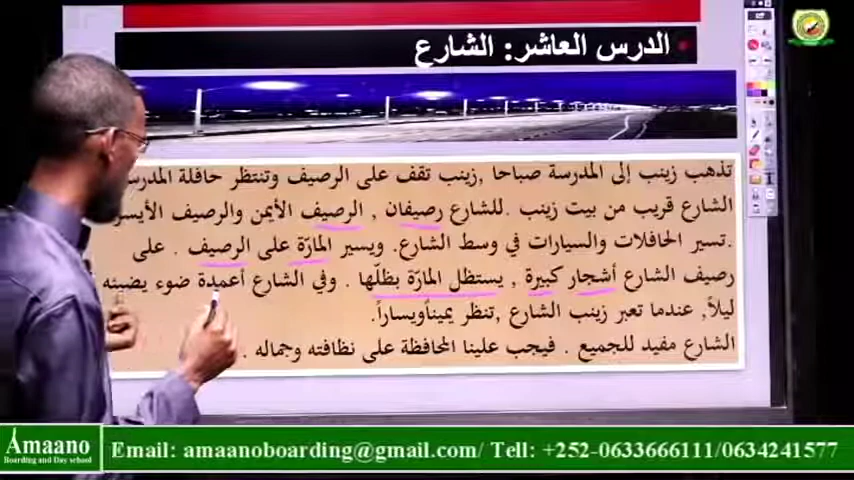 الدرس العاشر: الشارع
تذهب زينب إلى المدرسة صباحا ,زينب تقف على الرصيف وتنتظر حافلة
الشارع قريب من بيت زينب .للشارع رصيفان , الرصيف الأيمن والرصيف
.تسير الحافلات والسيارات في وسط الشارع. ويسير المارّة على الرصيف . على
رصيف الشارع أشجار كبيرة , يستظل المارّة بظلّها . وفي الشارع أعمدة ضوء يضيئه
ليلاً, عندما تعبر زينب الشارع ,تنظر يميناًويساراً.
الشارع مفيد للجميع . فيجب علينا المحافظة على نظافته وجماله .
Amaano
Boarding and Day school
Email: amaanoboarding@gmail.com/ Tell: +252-0633666111/0634241577